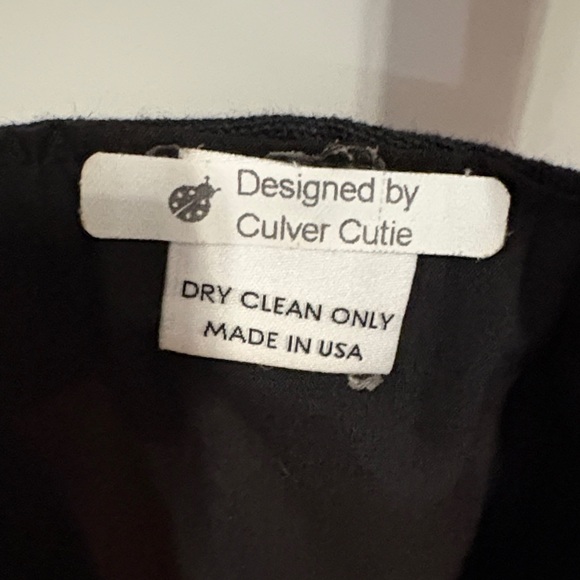 Designed by
Culver Cutie
DRY CLEAN ONLY
MADE IN USA